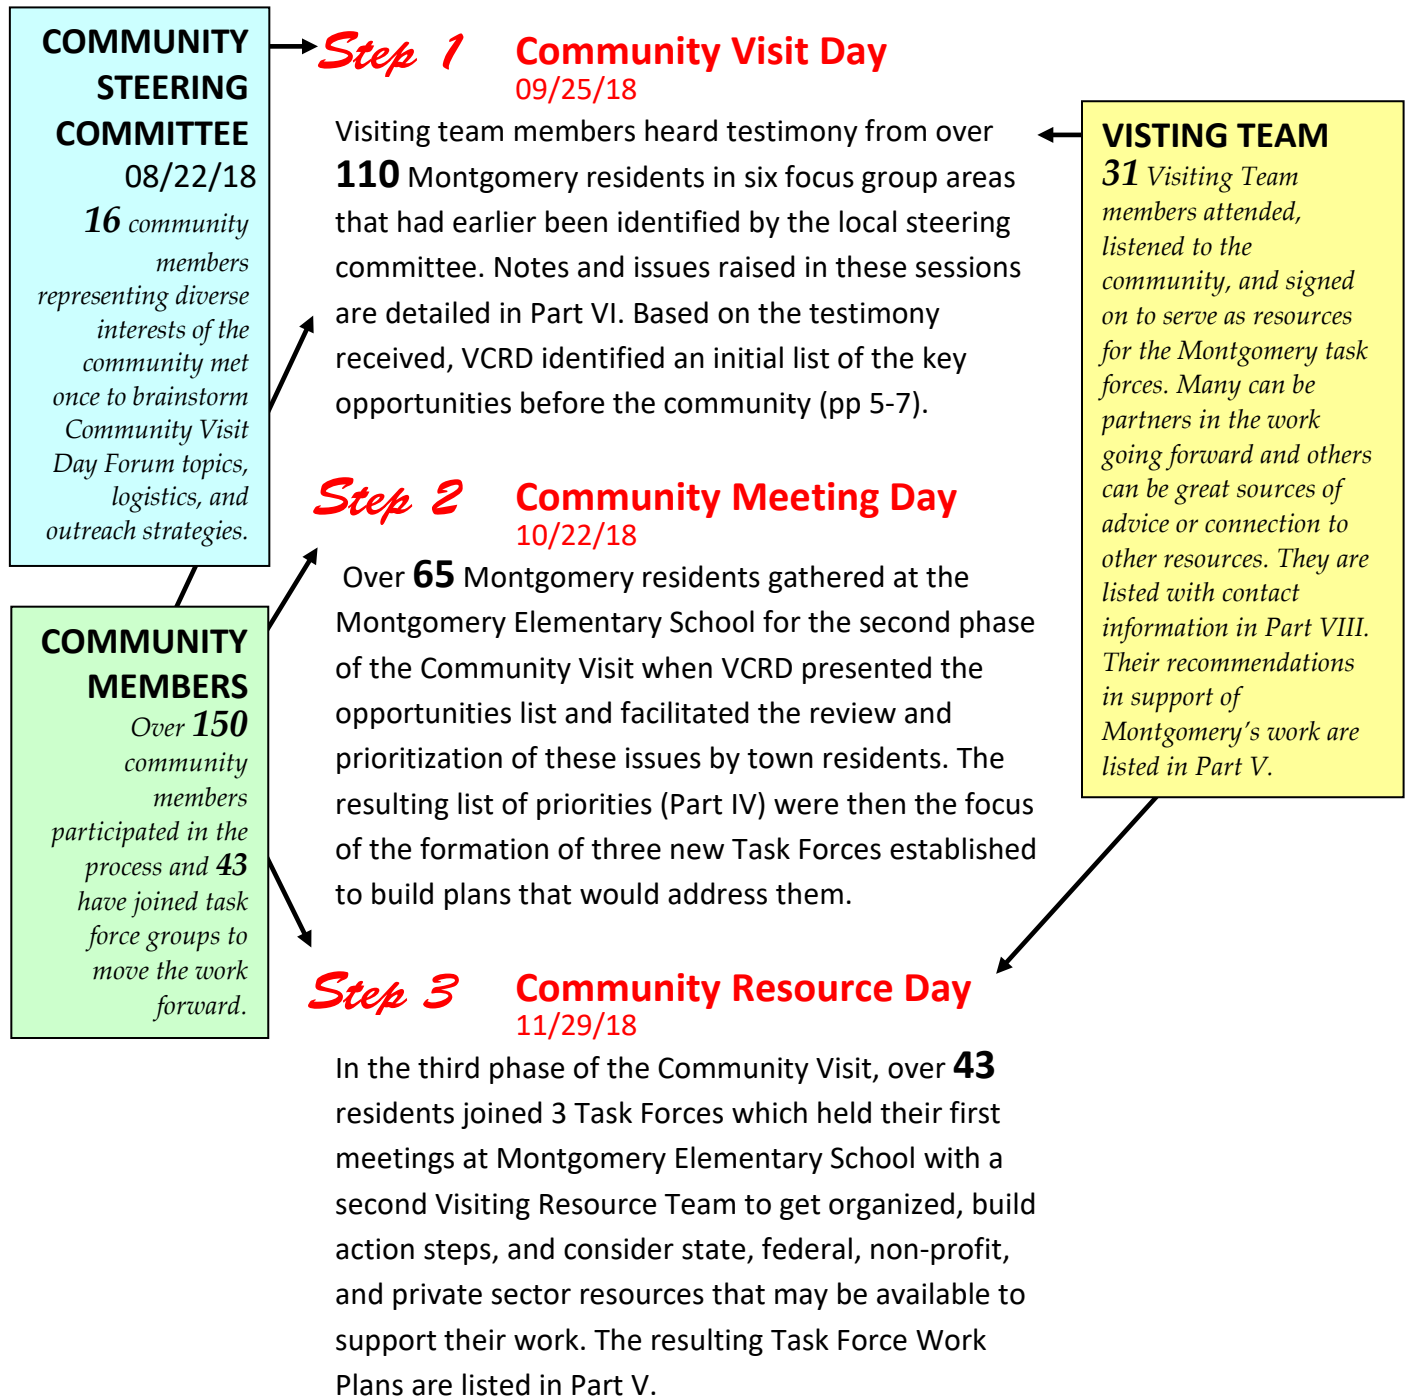 COMMUNITY
STEERING
COMMITTEE
08/22/18
16 community
members
representing diverse
interests of the
community met
once to brainstorm
Community Visit
Day Forum topics,
logistics, and
outreach strategies.
COMMUNITY
MEMBERS
Over 150
community
members
participated in the
process and 43
have joined task
force groups to
move the work
forward.
Step 1 Community Visit Day
09/25/18
Visiting team members heard testimony from over
110 Montgomery residents in six focus group areas
that had earlier been identified by the local steering
committee. Notes and issues raised in these sessions
are detailed in Part VI. Based on the testimony
received, VCRD identified an initial list of the key
opportunities before the community (pp 5-7).
Step 2 Community Meeting Day
10/22/18
Over 65 Montgomery residents gathered at the
Montgomery Elementary School for the second phase
of the Community Visit when VCRD presented the
opportunities list and facilitated the review and
prioritization of these issues by town residents. The
resulting list of priorities (Part IV) were then the focus
of the formation of three new Task Forces established
to build plans that would address them.
Step 3 Community Resource Day
11/29/18
In the third phase of the Community Visit, over 43
residents joined 3 Task Forces which held their first
meetings at Montgomery Elementary School with a
second Visiting Resource Team to get organized, build
action steps, and consider state, federal, non-profit,
and private sector resources that may be available to
support their work. The resulting Task Force Work
Plans are listed in Part V.
VISTING TEAM
31 Visiting Team
members attended,
listened to the
community, and signed
on to serve as resources
for the Montgomery task
forces. Many can be
partners in the work
going forward and others
can be great sources of
advice or connection to
other resources. They are
listed with contact
information in Part VIII.
Their recommendations
in support of
Montgomery's work are
listed in Part V.